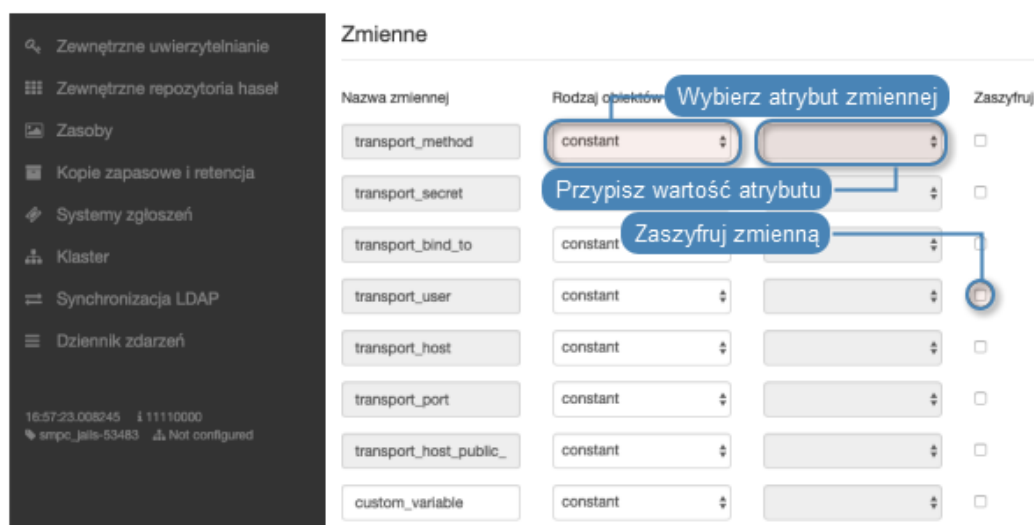 Zewnętrzne uwierzytelnianie
Zewnętrzne repozytoria haseł
Zasoby
Kopie zapasowe i retencja
Systemy zgłoszeń
Klaster
Synchronizacja LDAP
Dziennik zdarzeń
16:57:23.008245 11110000
smpc_jails-53483 Not configured
Zmienne
Nazwa zmiennej Rodzaj obiektów Wybierz atrybut zmiennej Zaszyfruj
transport_method constant
transport_secret Przypisz wartość atrybutu
Zaszyfruj zmienną
transport_bind_to constant
transport_user constant
transport_host constant
transport_port constant
transport_host_public_ constant
custom_variable constant